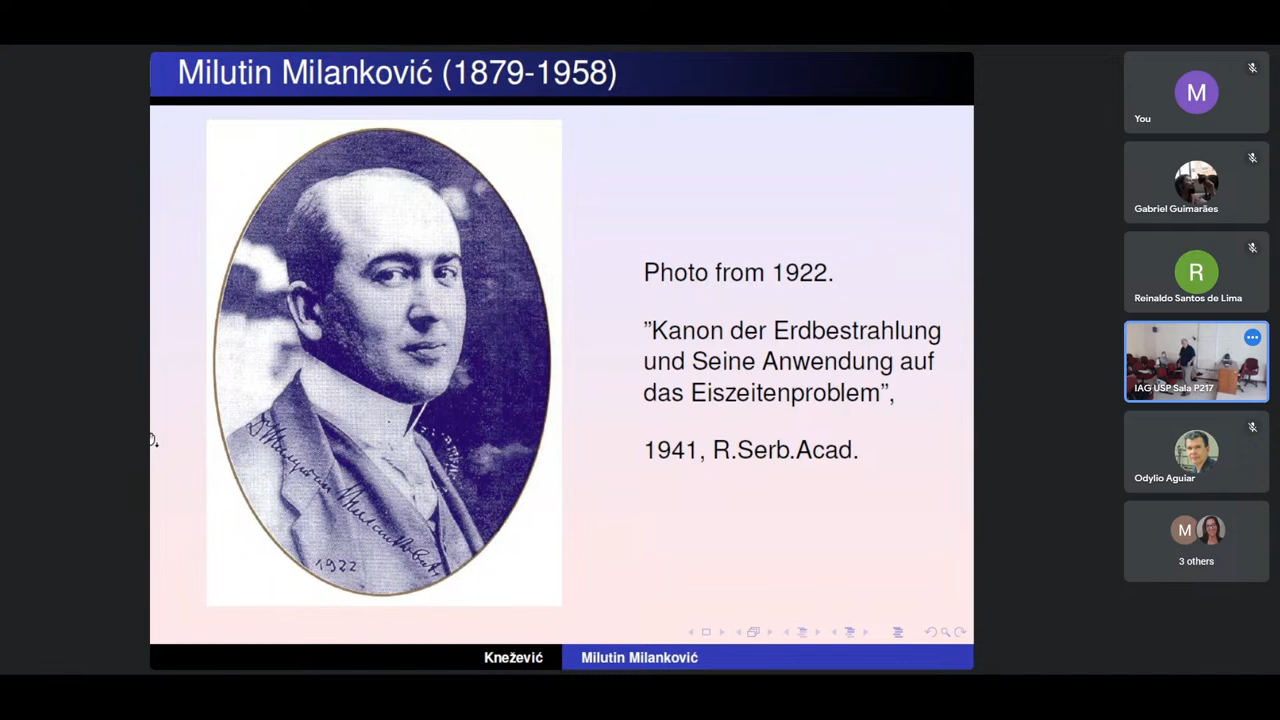 Milutin Milanković (1879-1958)
Photo from 1922.
”Kanon der Erdbestrahlung
und Seine Anwendung auf
das Eiszeitenproblem”,
1941, R.Serb.Acad.
1922
Knežević
Milutin Milanković
M
You
Gabriel Guimarães
R
Reinaldo Santos de Lima
IAG USP Sala P217
Odylio Aguiar
M
3 others